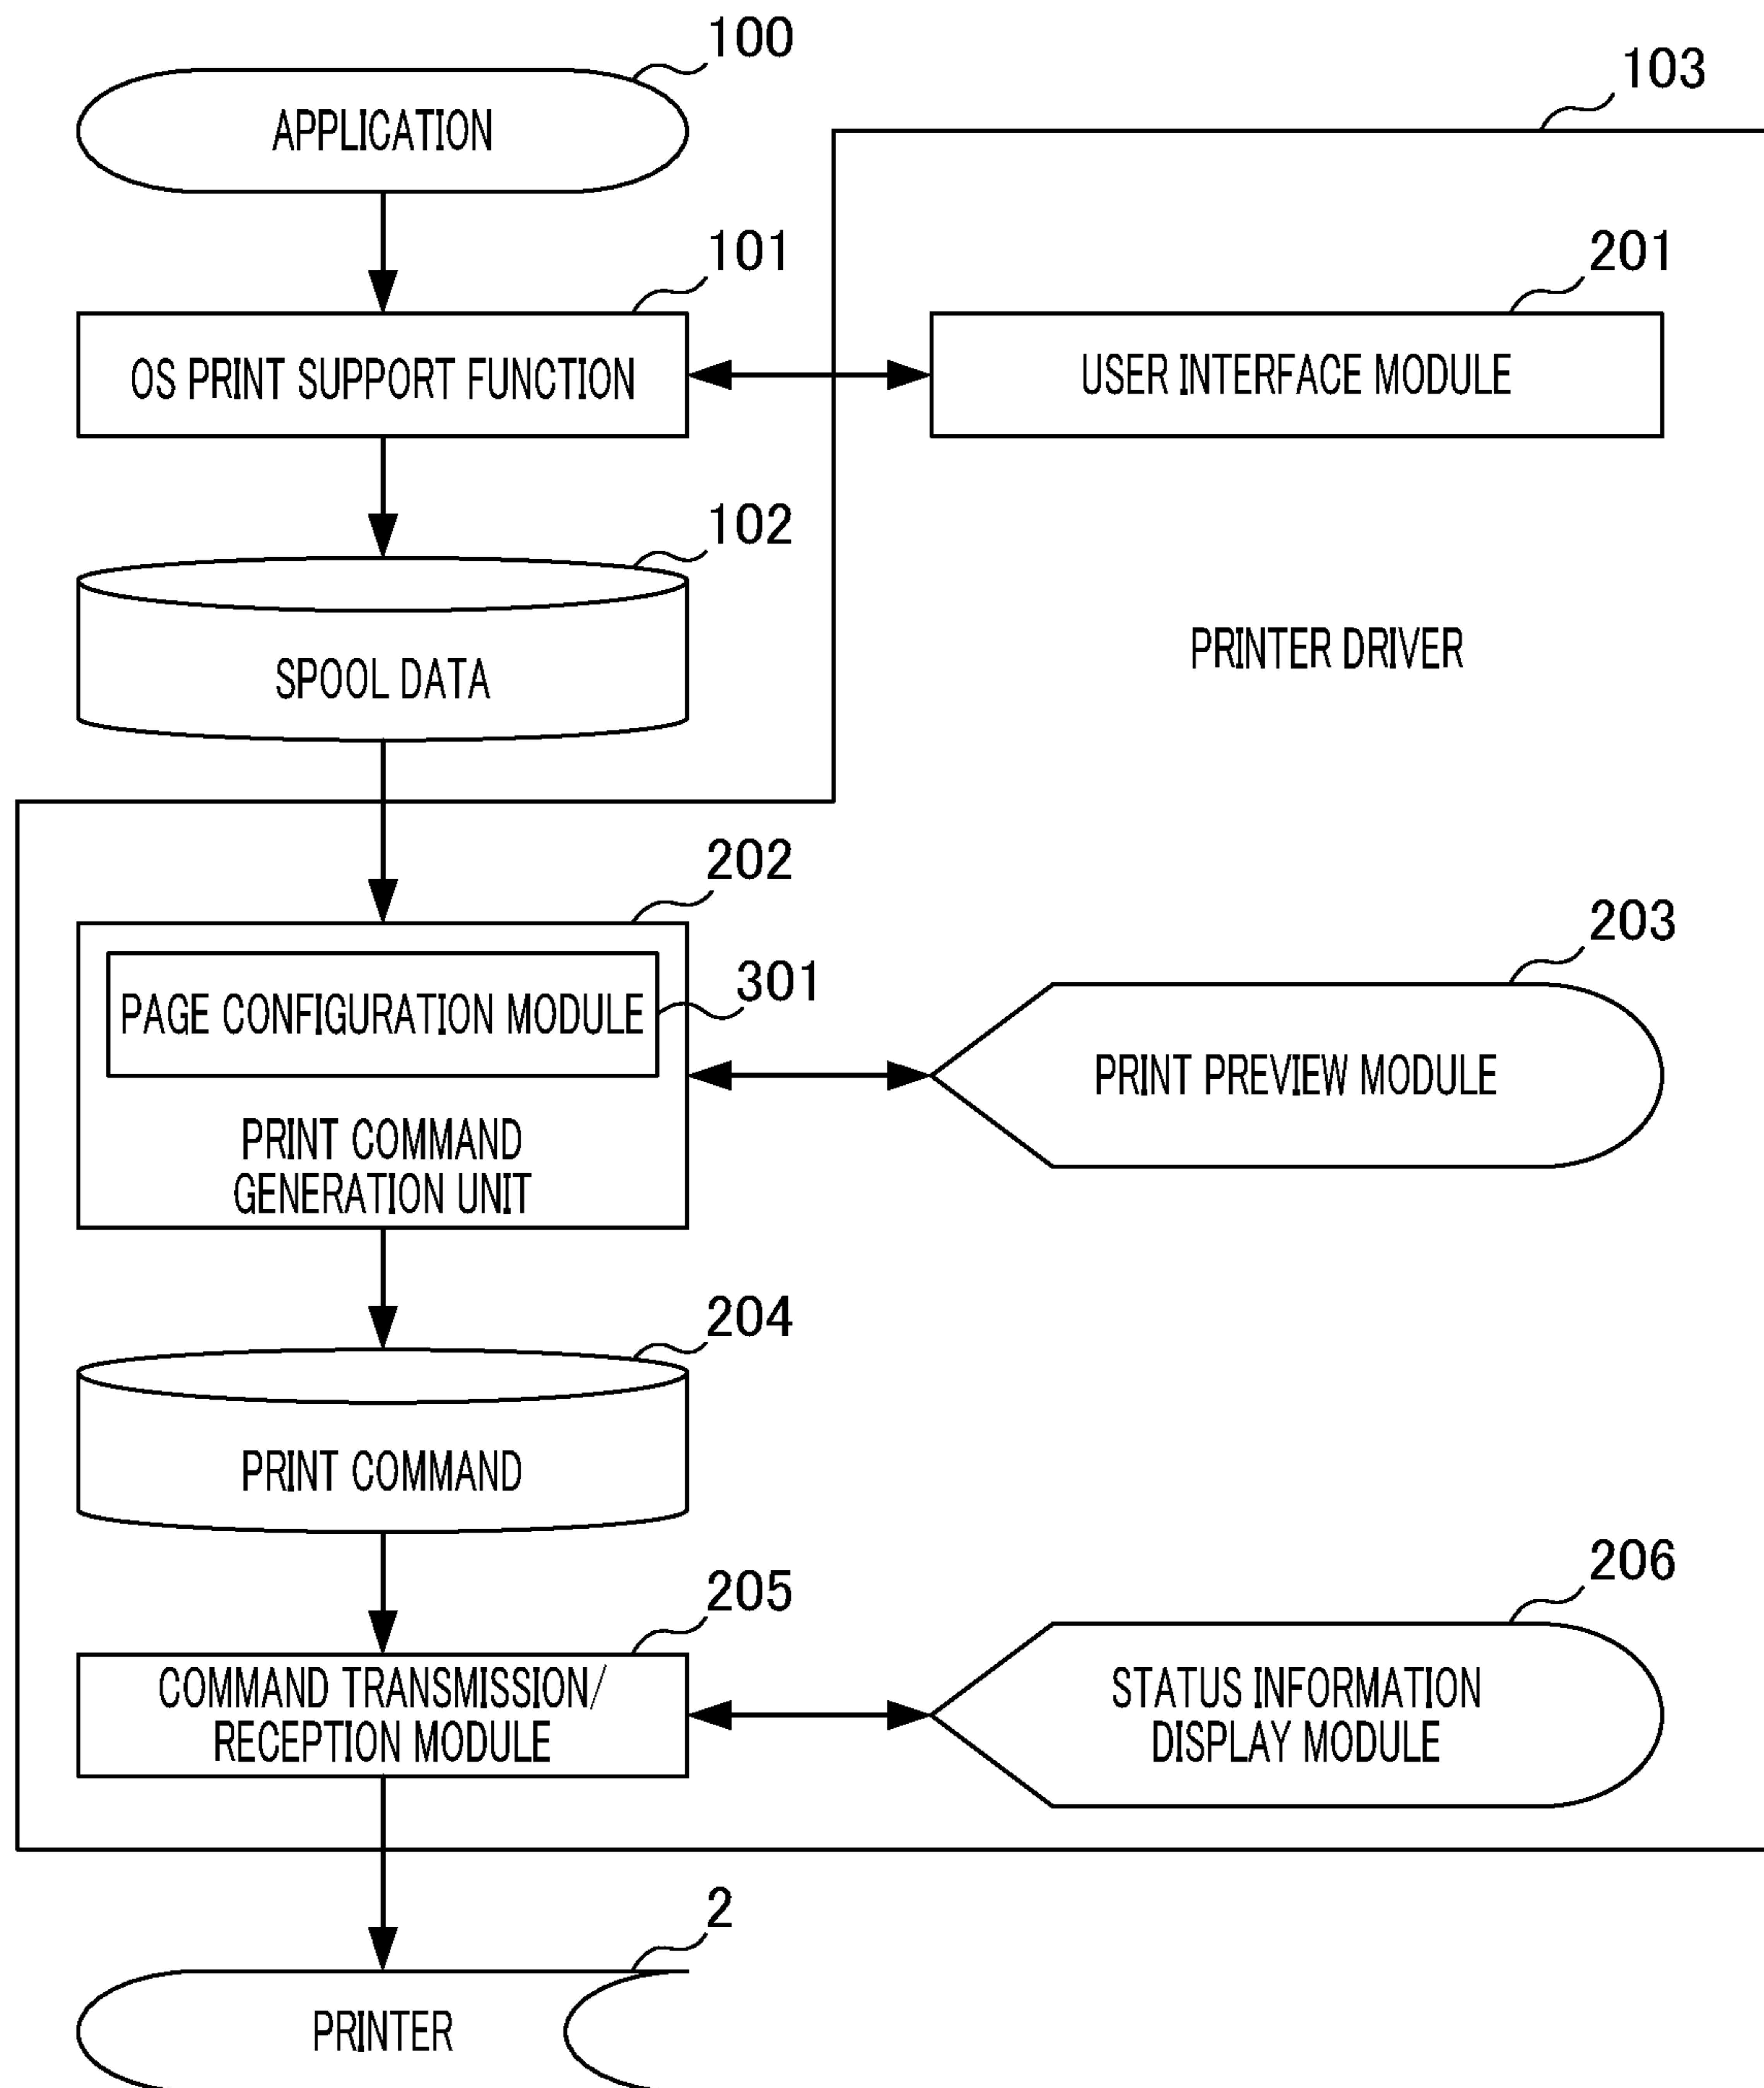 100
APPLICATION
103
101
OS PRINT SUPPORT FUNCTION
201
USER INTERFACE MODULE
102
SPOOL DATA
PRINTER DRIVER
202
PAGE CONFIGURATION MODULE
301
PRINT COMMAND
GENERATION UNIT
203
PRINT PREVIEW MODULE
204
PRINT COMMAND
205
COMMAND TRANSMISSION/
RECEPTION MODULE
206
STATUS INFORMATION
DISPLAY MODULE
2
PRINTER